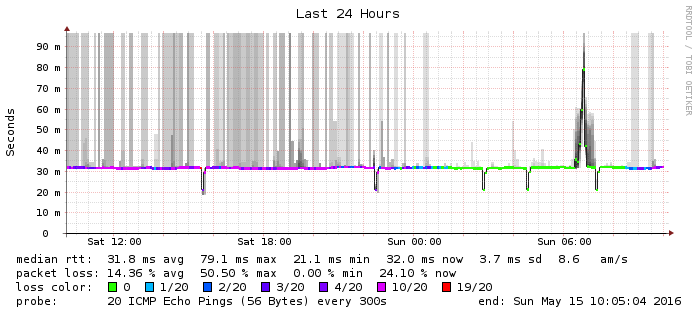 Last 24 Hours
RRDTOOL / TOBI OETIKER
Seconds
90 m
80 m
70 m
60 m
50 m
40 m
30 m
20 m
10 m
0
Sat 12:00 Sat 18:00 Sun 00:00 Sun 06:00
median rtt: 31.8 ms avg 79.1 ms max 21.1 ms min 32.0 ms now 3.7 ms sd 8.6 am/s
packet loss: 14.36 % avg 50.50 % max 0.00 % min 24.10 % now
loss color: 0 1/20 2/20 3/20 4/20 10/20 19/20
probe: 20 ICMP Echo Pings (56 Bytes) every 300s end: Sun May 15 10:05:04 2016